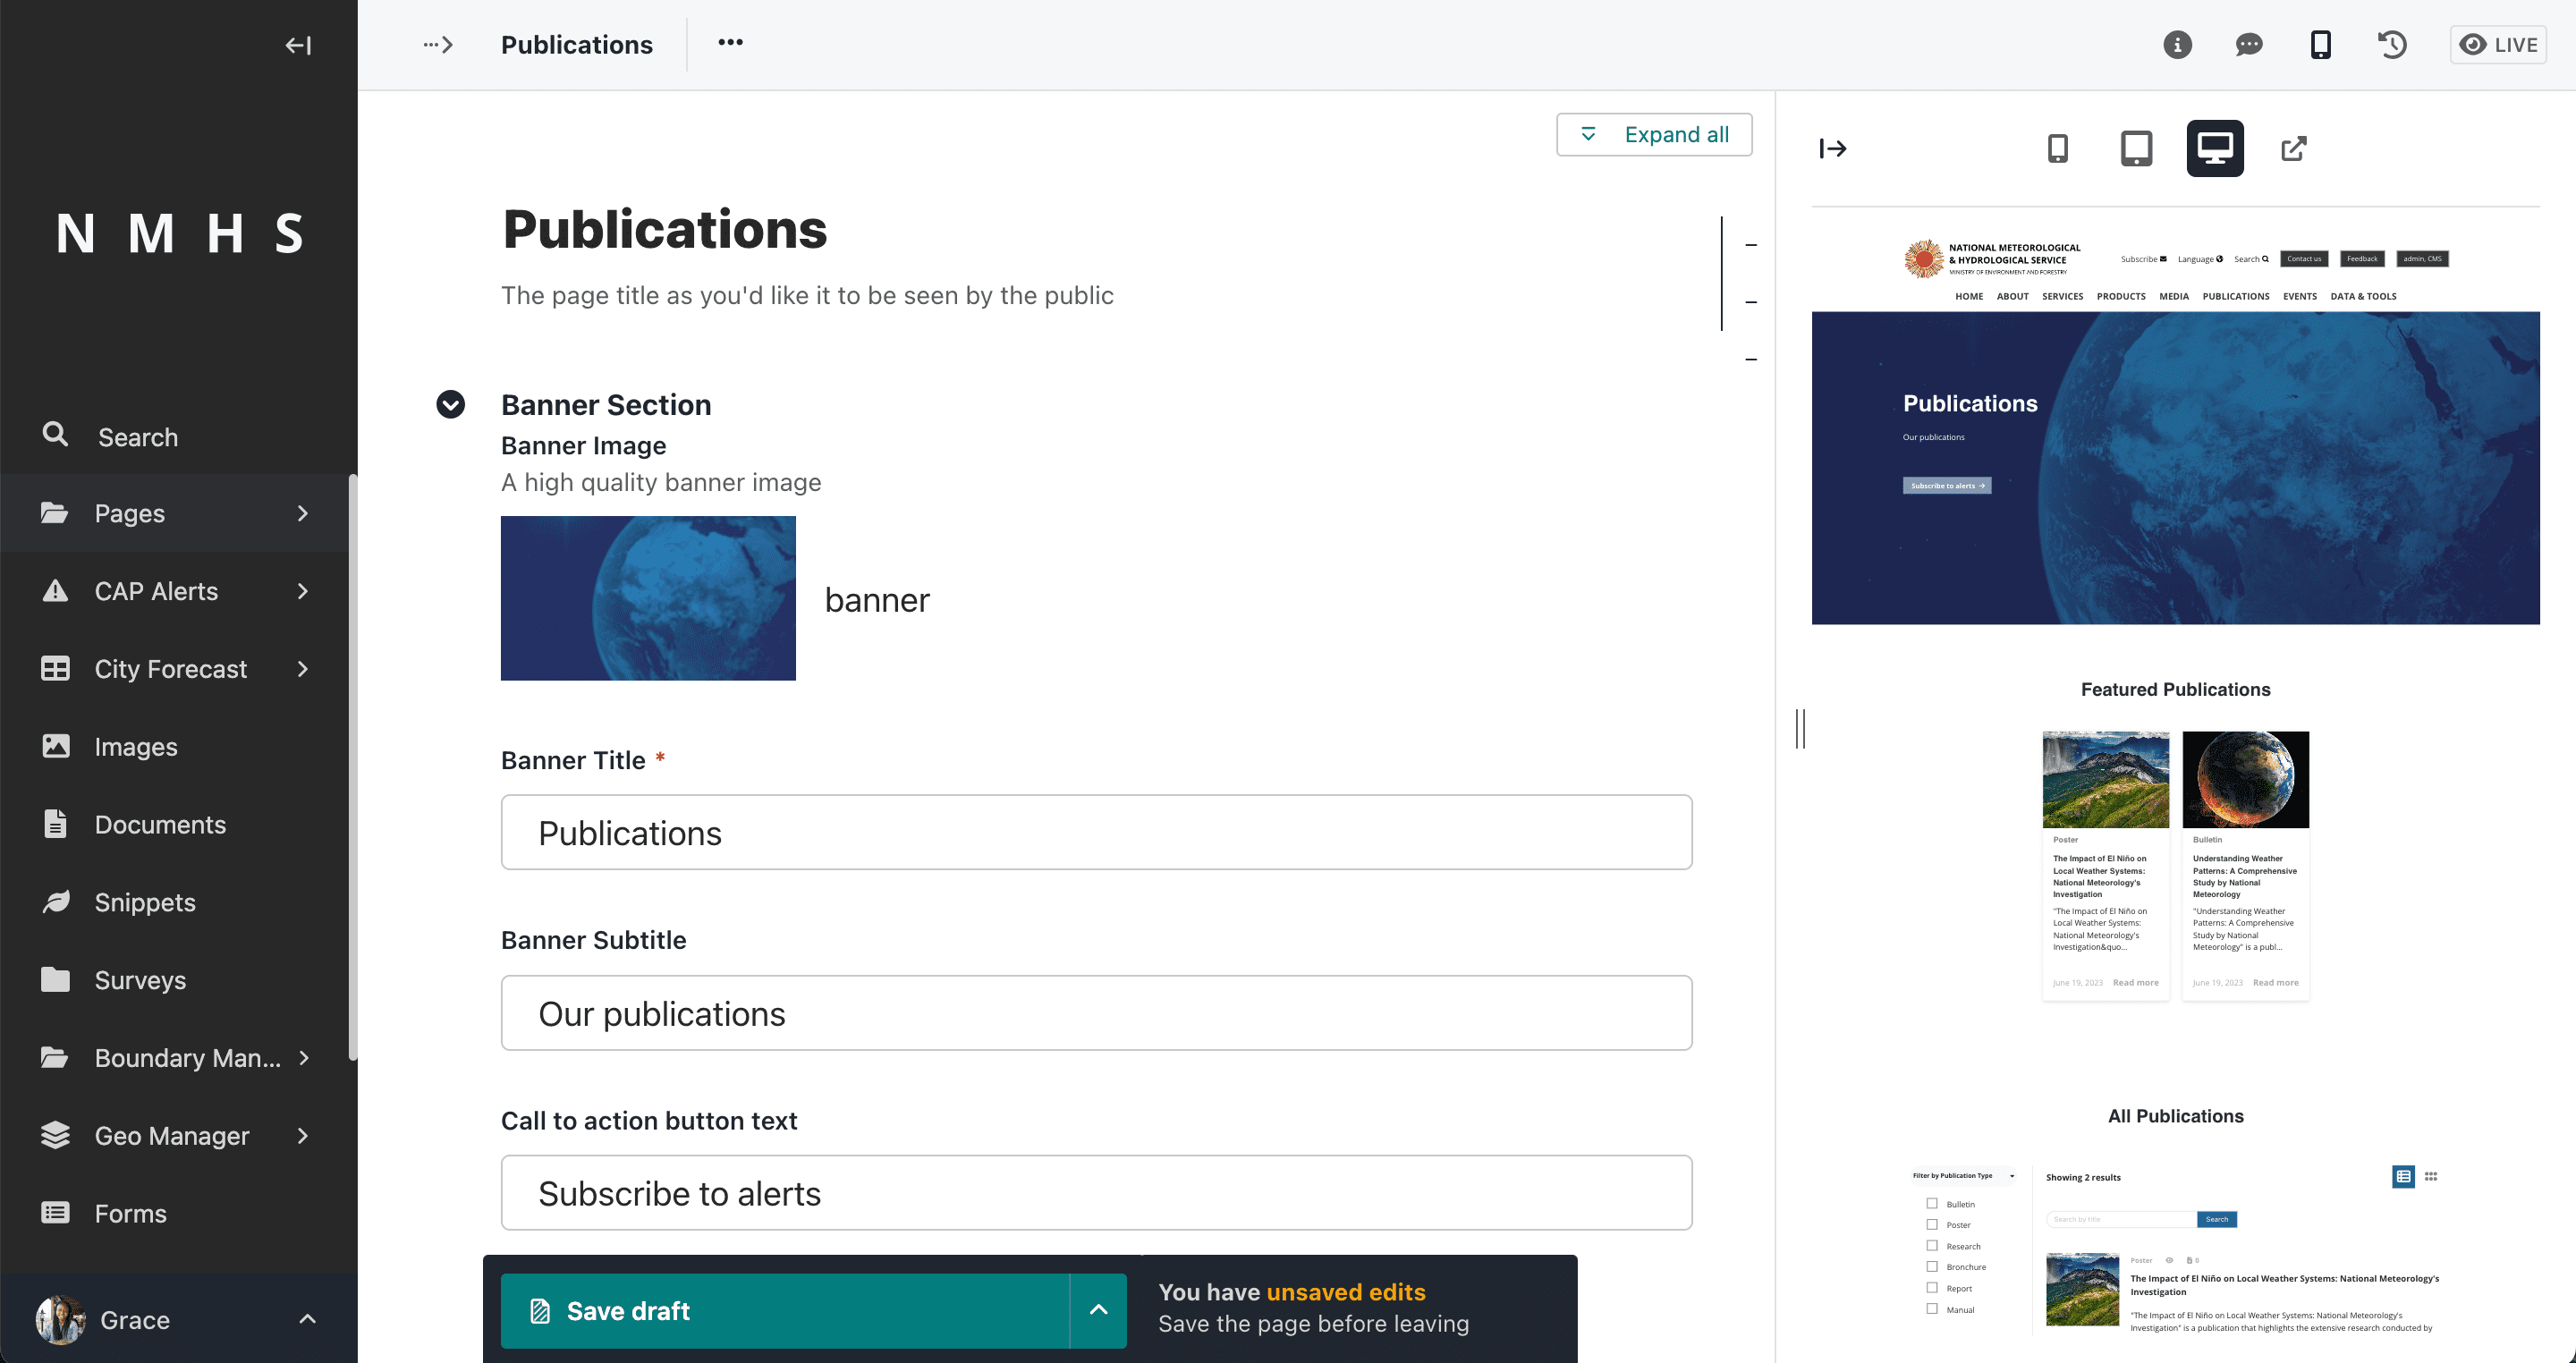 Publications
LIVE
N M H S
Search
Pages
CAP Alerts
City Forecast
Images
Documents
Snippets
Surveys
Boundary Man...
Geo Manager
Forms
Grace
Expand all
Publications
The page title as you'd like it to be seen by the public
Banner Section
Banner Image
A high quality banner image
banner
Banner Title *
Publications
Banner Subtitle
Our publications
Call to action button text
Subscribe to alerts
Save draft
You have unsaved edits
Save the page before leaving
NATIONAL METEOROLOGICAL
& HYDROLOGICAL SERVICE
MINISTRY OF ENVIRONMENT AND FORESTRY
Subscribe Language Search Contact us Feedback admin, CMS
HOME ABOUT SERVICES PRODUCTS MEDIA PUBLICATIONS EVENTS DATA & TOOLS
Publications
Our publications
Subscribe to alerts
Featured Publications
Poster
The Impact of El Niño on
Local Weather Systems:
National Meteorology's
Investigation
"The Impact of El Niño on
Local Weather Systems:
National Meteorology's
Investigation&quo...
June 19, 2023 Read more
Bulletin
Understanding Weather
Patterns: A Comprehensive
Study by National
Meteorology
"Understanding Weather
Patterns: A Comprehensive
Study by National
Meteorology" is a publ...
June 19, 2023 Read more
All Publications
Filter by Publication Type
Bulletin
Poster
Research
Bronchure
Report
Manual
Showing 2 results
Search by title
Search
Poster 0
The Impact of El Niño on Local Weather Systems: National Meteorology's
Investigation
"The Impact of El Niño on Local Weather Systems: National Meteorology's
Investigation" is a publication that highlights the extensive research conducted by